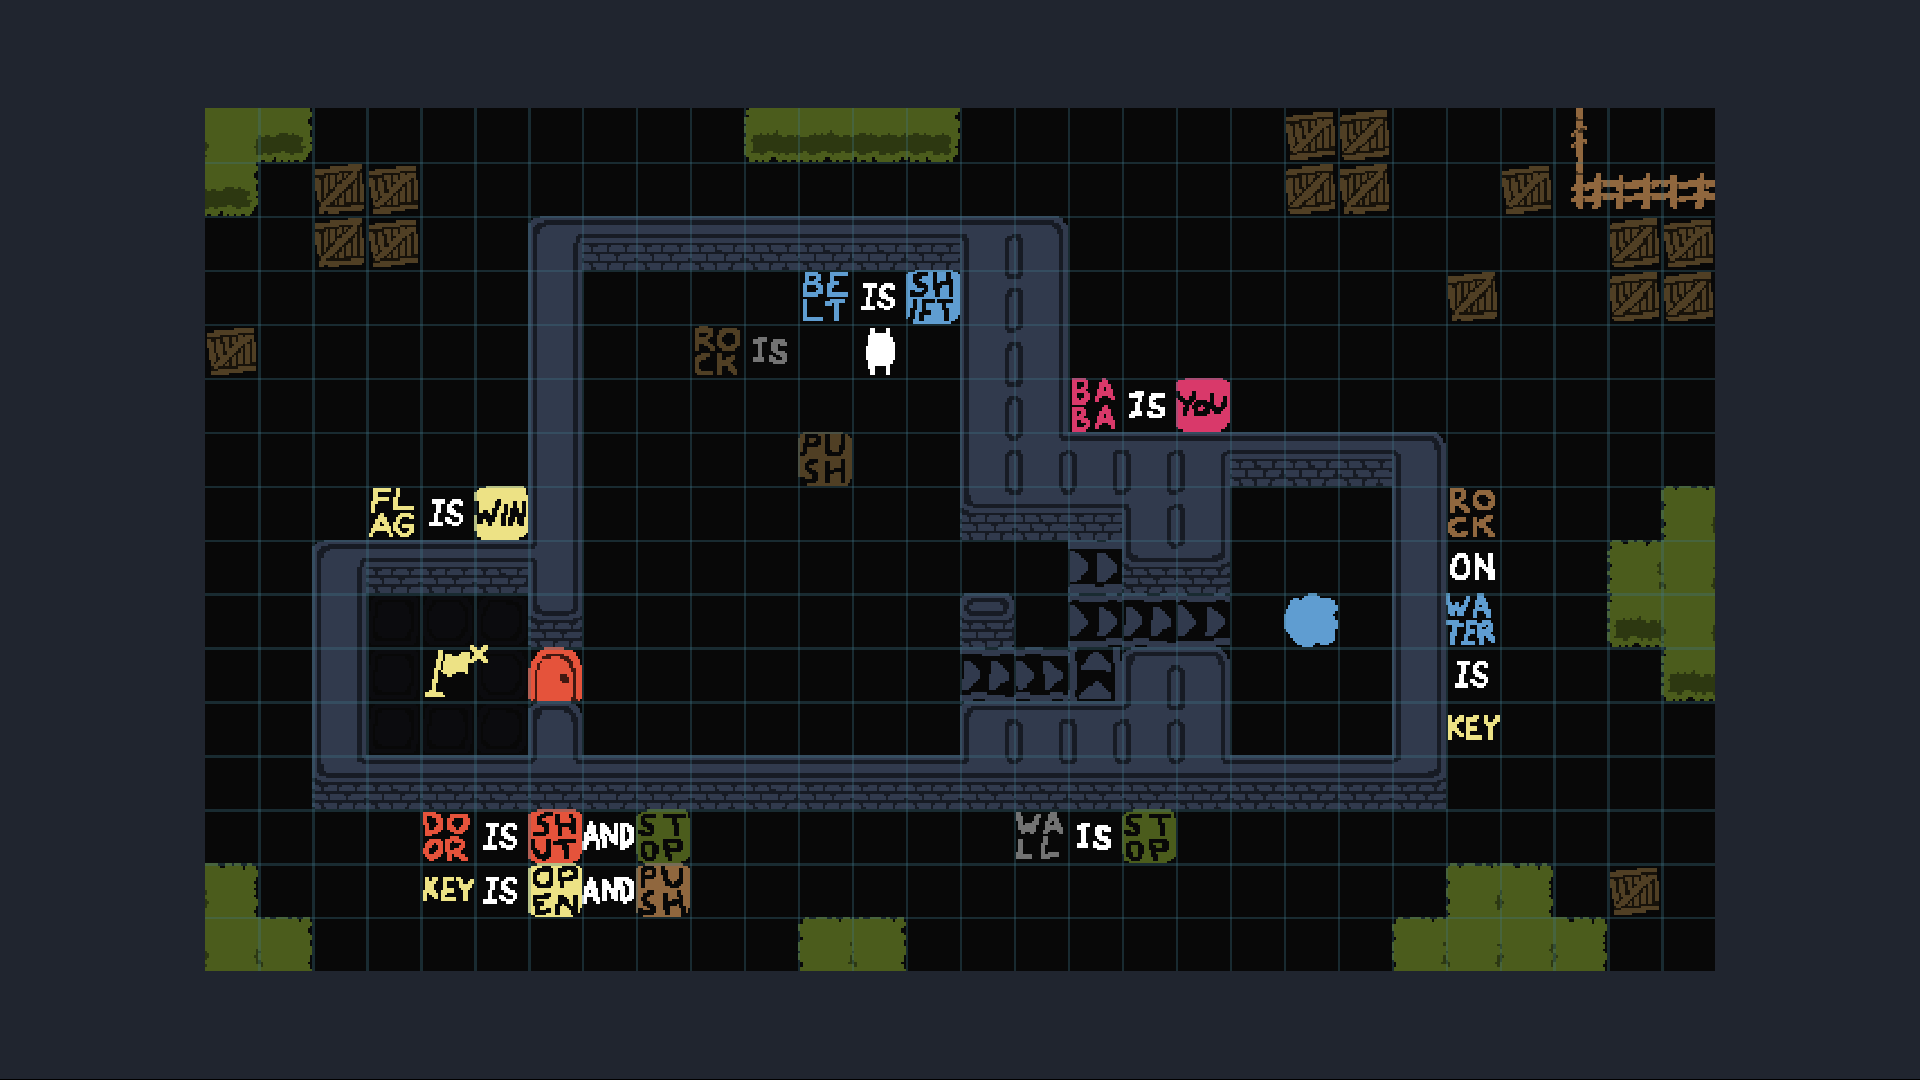 BELT IS SHIFT
ROCK IS
BABA IS YOU
PUSH
FLAG IS WIN
ROCK
ON
WATER
IS
KEY
DOOR IS SHUT AND STOP
WALL IS STOP
KEY IS OPEN AND PUSH